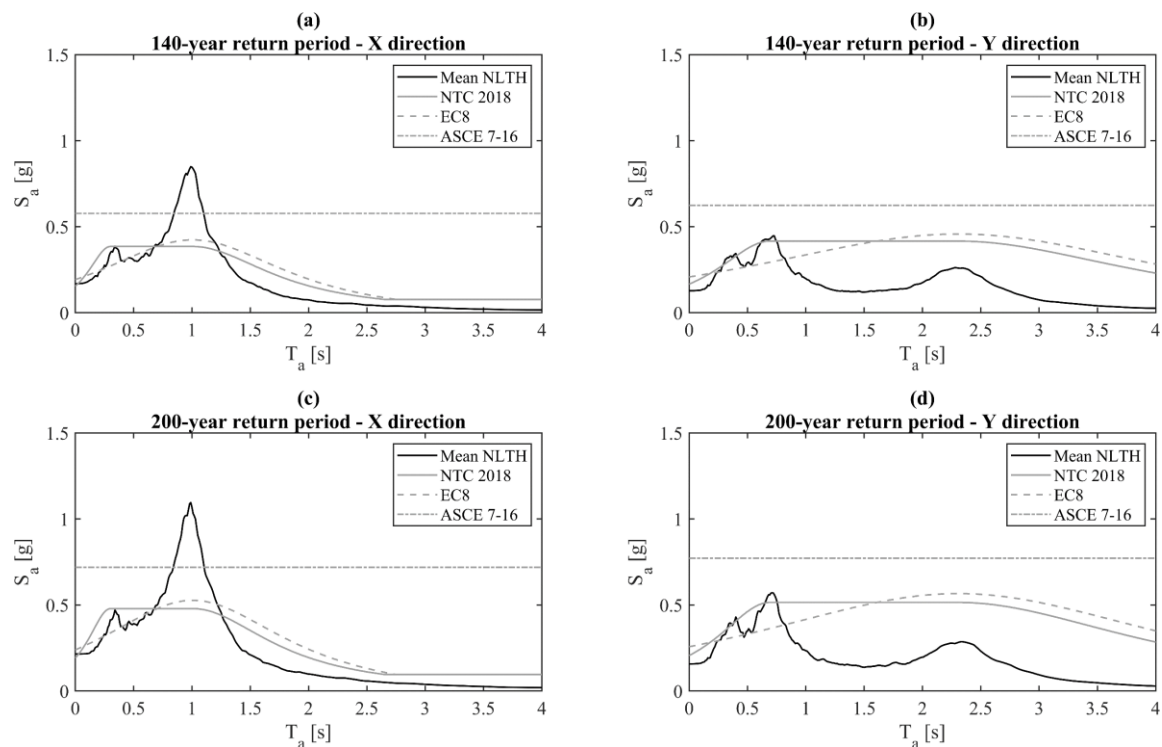 (a)
140-year return period - X direction
1.5
1
0.5
0
S_a [g]
0 0.5 1 1.5 2 2.5 3 3.5 4
T_a [s]
Mean NLTH
NTC 2018
EC8
ASCE 7-16
(b)
140-year return period - Y direction
1.5
1
0.5
0
S_a [g]
0 0.5 1 1.5 2 2.5 3 3.5 4
T_a [s]
Mean NLTH
NTC 2018
EC8
ASCE 7-16
(c)
200-year return period - X direction
1.5
1
0.5
0
S_a [g]
0 0.5 1 1.5 2 2.5 3 3.5 4
T_a [s]
Mean NLTH
NTC 2018
EC8
ASCE 7-16
(d)
200-year return period - Y direction
1.5
1
0.5
0
S_a [g]
0 0.5 1 1.5 2 2.5 3 3.5 4
T_a [s]
Mean NLTH
NTC 2018
EC8
ASCE 7-16